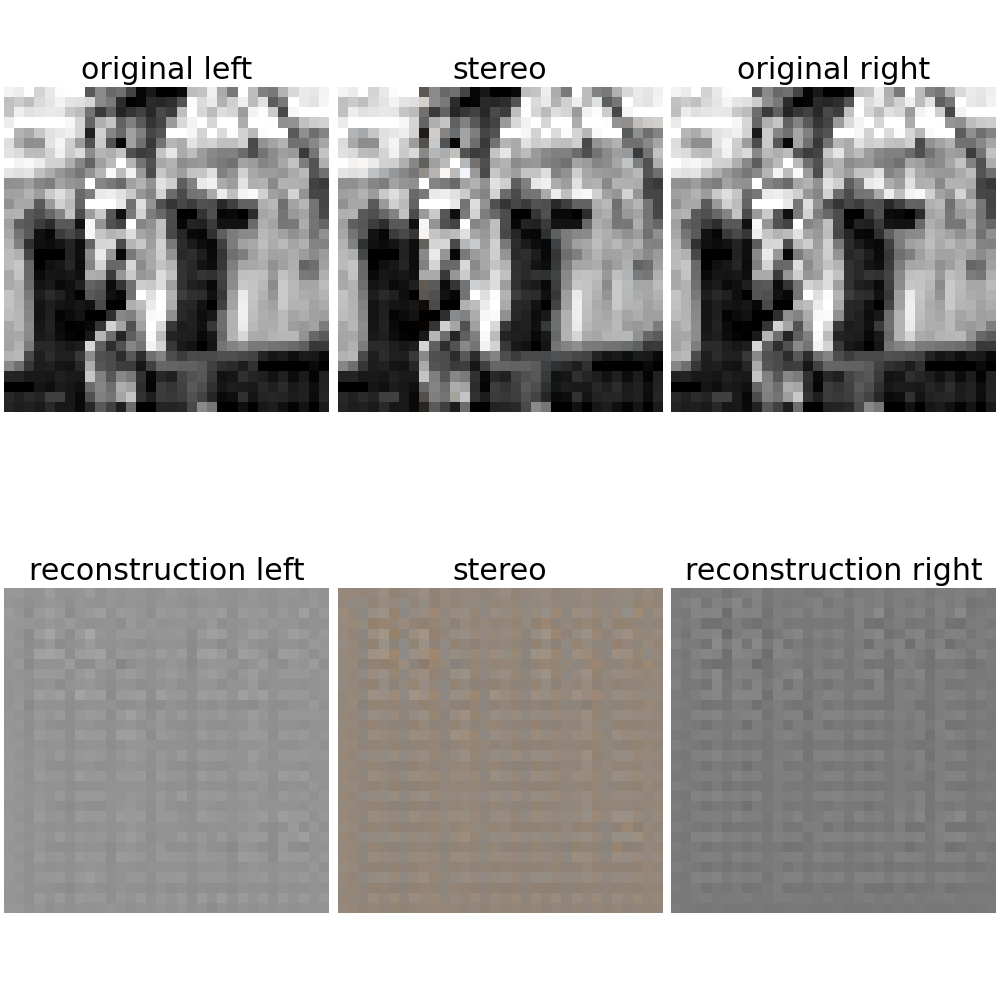 original left
stereo
original right
reconstruction left
stereo
reconstruction right